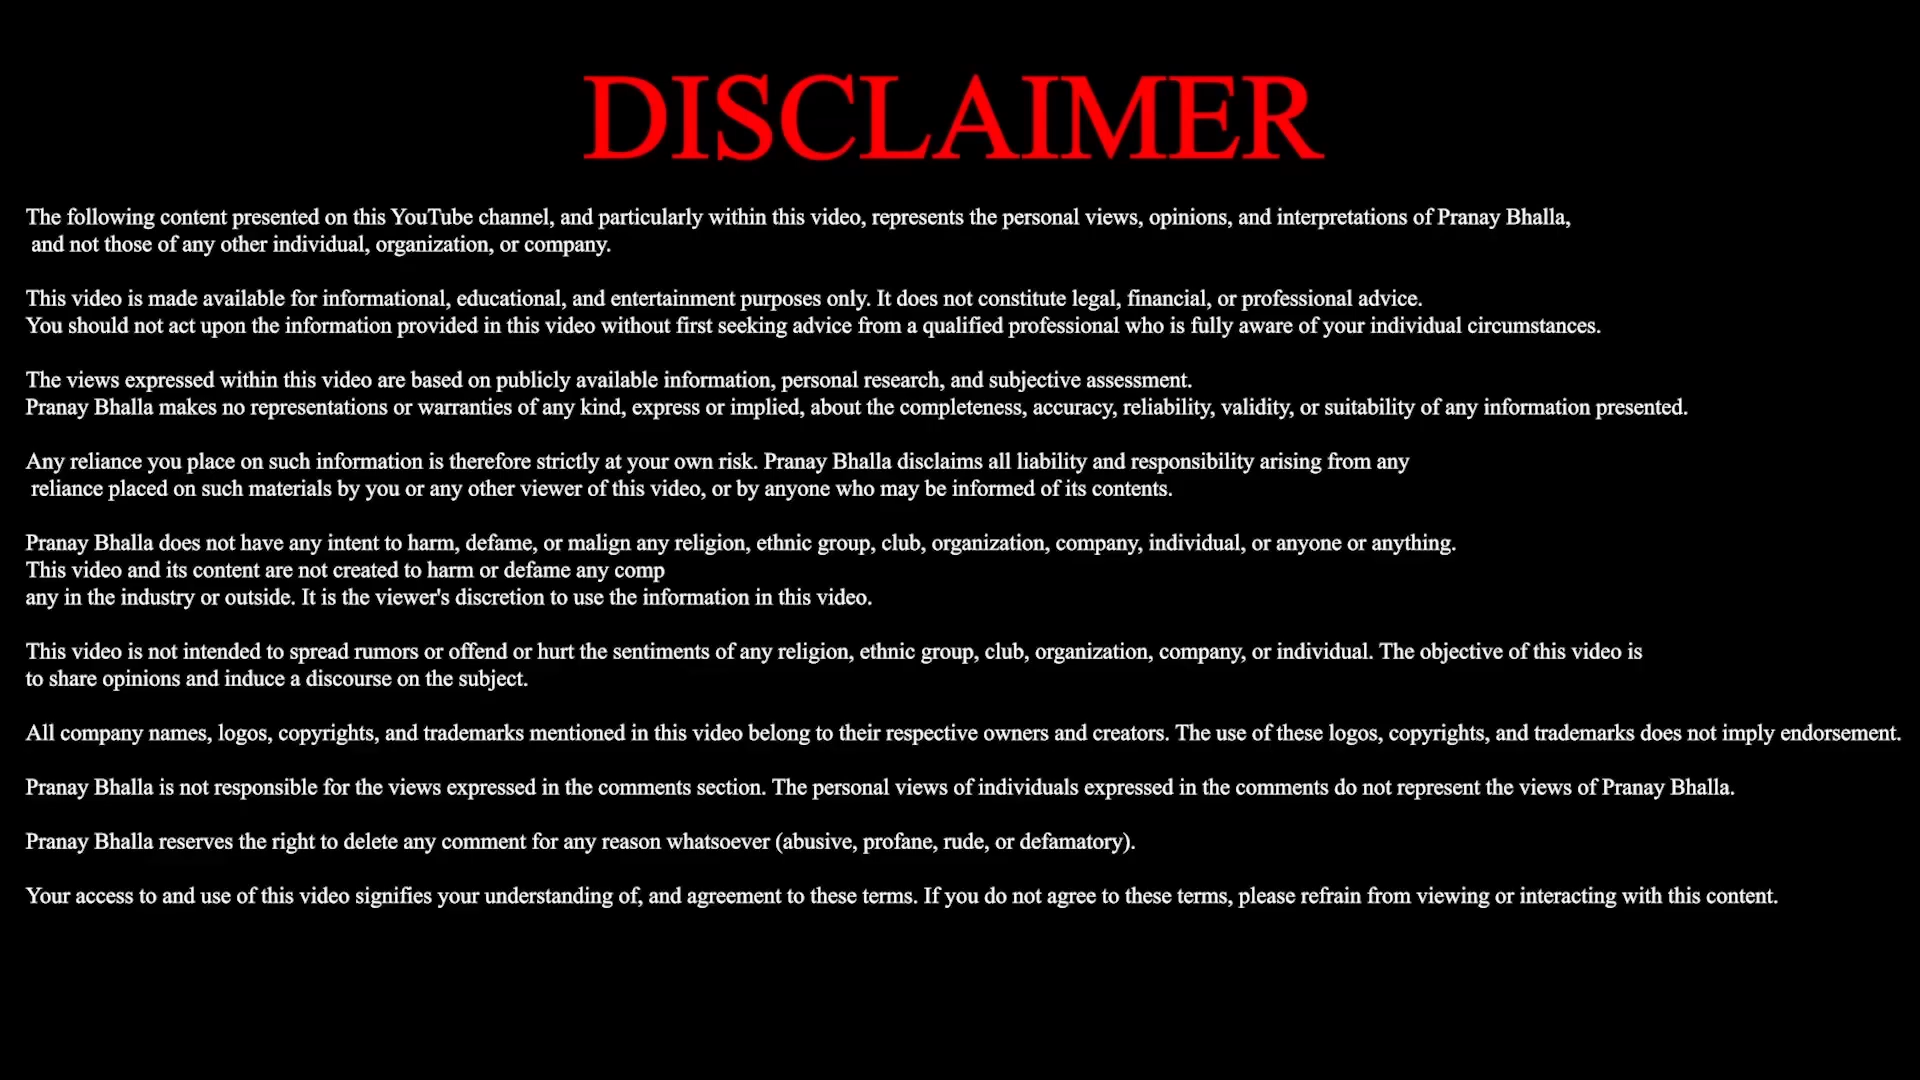 DISCLAIMER
The following content presented on this YouTube channel, and particularly within this video, represents the personal views, opinions, and interpretations of Pranay Bhalla,
and not those of any other individual, organization, or company.
This video is made available for informational, educational, and entertainment purposes only. It does not constitute legal, financial, or professional advice.
You should not act upon the information provided in this video without first seeking advice from a qualified professional who is fully aware of your individual circumstances.
The views expressed within this video are based on publicly available information, personal research, and subjective assessment.
Pranay Bhalla makes no representations or warranties of any kind, express or implied, about the completeness, accuracy, reliability, validity, or suitability of any information presented.
Any reliance you place on such information is therefore strictly at your own risk. Pranay Bhalla disclaims all liability and responsibility arising from any
reliance placed on such materials by you or any other viewer of this video, or by anyone who may be informed of its contents.
Pranay Bhalla does not have any intent to harm, defame, or malign any religion, ethnic group, club, organization, company, individual, or anyone or anything.
This video and its content are not created to harm or defame any comp
any in the industry or outside. It is the viewer's discretion to use the information in this video.
This video is not intended to spread rumors or offend or hurt the sentiments of any religion, ethnic group, club, organization, company, or individual. The objective of this video is
to share opinions and induce a discourse on the subject.
All company names, logos, copyrights, and trademarks mentioned in this video belong to their respective owners and creators. The use of these logos, copyrights, and trademarks does not imply endorsement.
Pranay Bhalla is not responsible for the views expressed in the comments section. The personal views of individuals expressed in the comments do not represent the views of Pranay Bhalla.
Pranay Bhalla reserves the right to delete any comment for any reason whatsoever (abusive, profane, rude, or defamatory).
Your access to and use of this video signifies your understanding of, and agreement to these terms. If you do not agree to these terms, please refrain from viewing or interacting with this content.